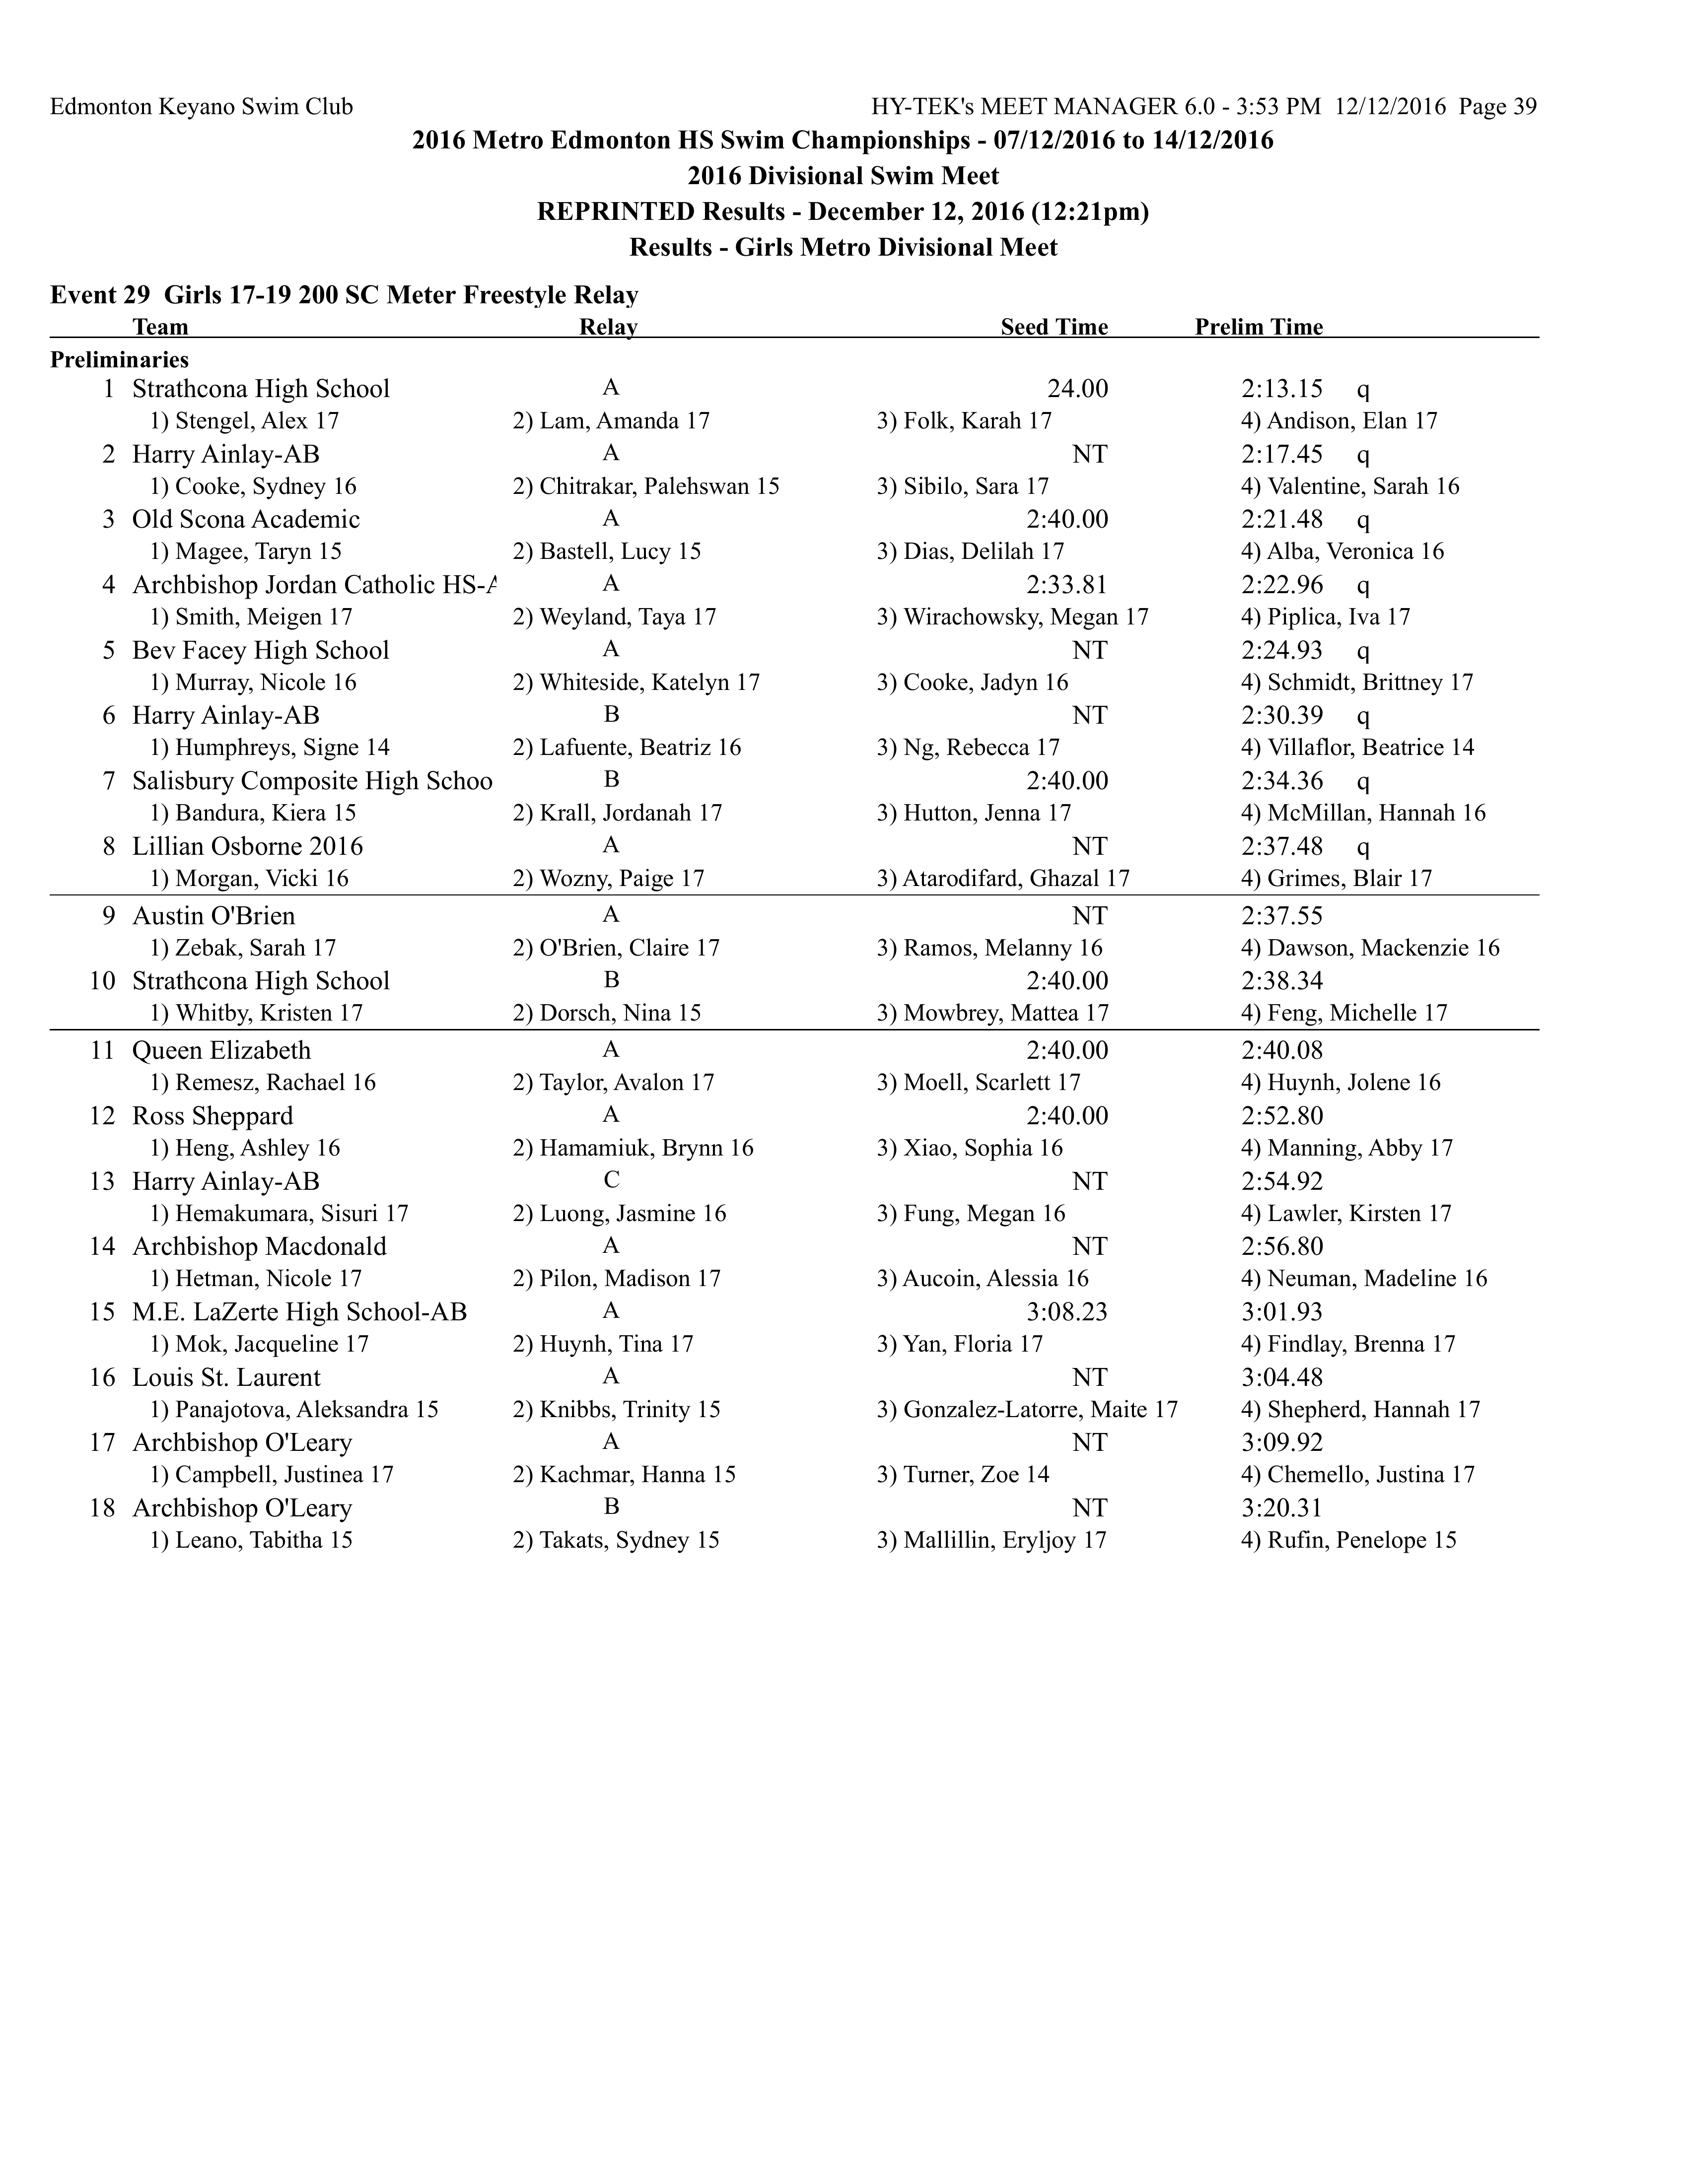 Edmonton Keyano Swim Club HY-TEK's MEET MANAGER 6.0 - 3:53 PM 12/12/2016 Page 39
2016 Metro Edmonton HS Swim Championships - 07/12/2016 to 14/12/2016
2016 Divisional Swim Meet
REPRINTED Results - December 12, 2016 (12:21pm)
Results - Girls Metro Divisional Meet
Event 29 Girls 17-19 200 SC Meter Freestyle Relay
Team Relay Seed Time Prelim Time
Preliminaries
1 Strathcona High School A 24.00 2:13.15 q
1) Stengel, Alex 17 2) Lam, Amanda 17 3) Folk, Karah 17 4) Andison, Elan 17
2 Harry Ainlay-AB A NT 2:17.45 q
1) Cooke, Sydney 16 2) Chitrakar, Palehswan 15 3) Sibilo, Sara 17 4) Valentine, Sarah 16
3 Old Scona Academic A 2:40.00 2:21.48 q
1) Magee, Taryn 15 2) Bastell, Lucy 15 3) Dias, Delilah 17 4) Alba, Veronica 16
4 Archbishop Jordan Catholic HS-A A 2:33.81 2:22.96 q
1) Smith, Meigen 17 2) Weyland, Taya 17 3) Wirachowsky, Megan 17 4) Piplica, Iva 17
5 Bev Facey High School A NT 2:24.93 q
1) Murray, Nicole 16 2) Whiteside, Katelyn 17 3) Cooke, Jadyn 16 4) Schmidt, Brittney 17
6 Harry Ainlay-AB B NT 2:30.39 q
1) Humphreys, Signe 14 2) Lafuente, Beatriz 16 3) Ng, Rebecca 17 4) Villaflor, Beatrice 14
7 Salisbury Composite High Schoo B 2:40.00 2:34.36 q
1) Bandura, Kiera 15 2) Krall, Jordanah 17 3) Hutton, Jenna 17 4) McMillan, Hannah 16
8 Lillian Osborne 2016 A NT 2:37.48 q
1) Morgan, Vicki 16 2) Wozny, Paige 17 3) Atarodifard, Ghazal 17 4) Grimes, Blair 17
9 Austin O'Brien A NT 2:37.55
1) Zebak, Sarah 17 2) O'Brien, Claire 17 3) Ramos, Melanny 16 4) Dawson, Mackenzie 16
10 Strathcona High School B 2:40.00 2:38.34
1) Whitby, Kristen 17 2) Dorsch, Nina 15 3) Mowbrey, Mattea 17 4) Feng, Michelle 17
11 Queen Elizabeth A 2:40.00 2:40.08
1) Remesz, Rachael 16 2) Taylor, Avalon 17 3) Moell, Scarlett 17 4) Huynh, Jolene 16
12 Ross Sheppard A 2:40.00 2:52.80
1) Heng, Ashley 16 2) Hamamiuk, Brynn 16 3) Xiao, Sophia 16 4) Manning, Abby 17
13 Harry Ainlay-AB C NT 2:54.92
1) Hemakumara, Sisuri 17 2) Luong, Jasmine 16 3) Fung, Megan 16 4) Lawler, Kirsten 17
14 Archbishop Macdonald A NT 2:56.80
1) Hetman, Nicole 17 2) Pilon, Madison 17 3) Aucoin, Alessia 16 4) Neuman, Madeline 16
15 M.E. LaZerte High School-AB A 3:08.23 3:01.93
1) Mok, Jacqueline 17 2) Huynh, Tina 17 3) Yan, Floria 17 4) Findlay, Brenna 17
16 Louis St. Laurent A NT 3:04.48
1) Panajotova, Aleksandra 15 2) Knibbs, Trinity 15 3) Gonzalez-Latorre, Maite 17 4) Shepherd, Hannah 17
17 Archbishop O'Leary A NT 3:09.92
1) Campbell, Justinea 17 2) Kachmar, Hanna 15 3) Turner, Zoe 14 4) Chemello, Justina 17
18 Archbishop O'Leary B NT 3:20.31
1) Leano, Tabitha 15 2) Takats, Sydney 15 3) Mallillin, Eryljoy 17 4) Rufin, Penelope 15